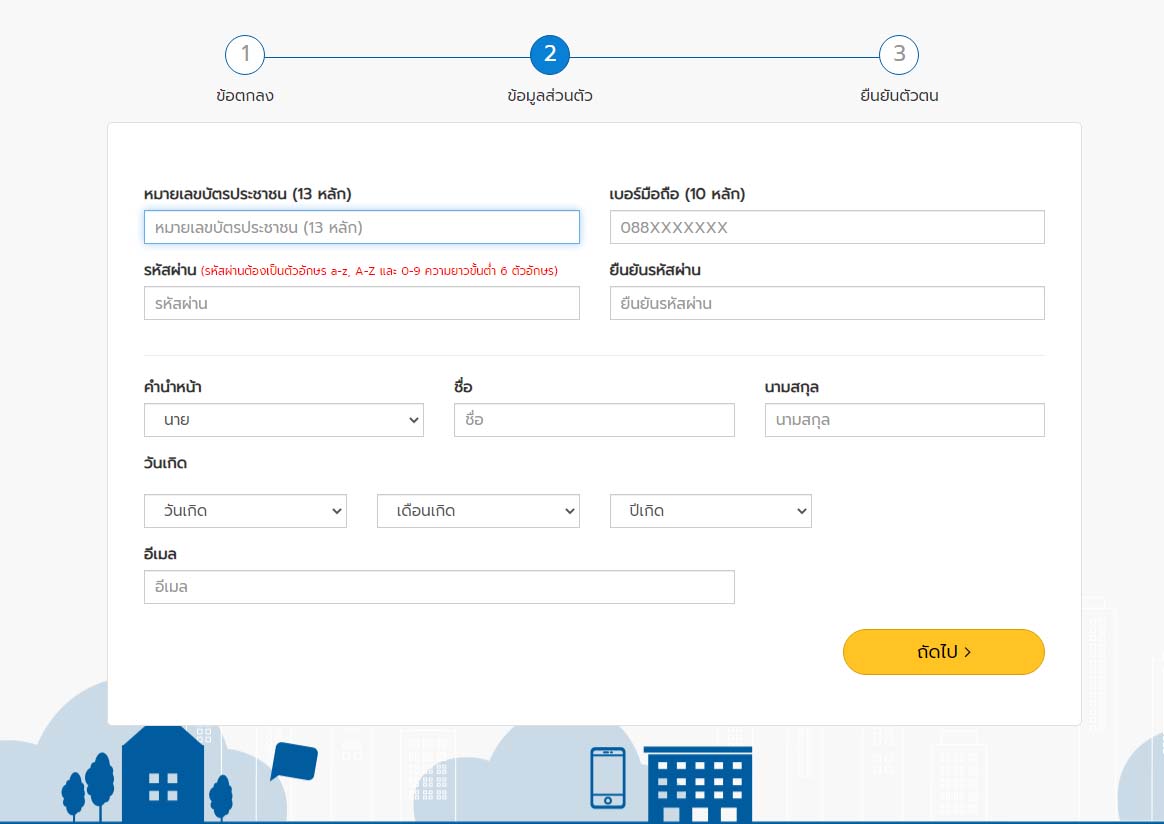 1 2 3
ข้อตกลง ข้อมูลส่วนตัว ยืนยันตัวตน
หมายเลขบัตรประชาชน (13 หลัก) เบอร์มือถือ (10 หลัก)
หมายเลขบัตรประชาชน (13 หลัก) 088XXXXXXX
รหัสผ่าน (รหัสผ่านต้องเป็นตัวอักษร a-z, A-Z และ 0-9 ความยาวขั้นต่ำ 6 ตัวอักษร) ยืนยันรหัสผ่าน
รหัสผ่าน ยืนยันรหัสผ่าน
คำนำหน้า ชื่อ นามสกุล
นาย ชื่อ นามสกุล
วันเกิด
วันเกิด เดือนเกิด ปีเกิด
อีเมล
อีเมล
ถัดไป >